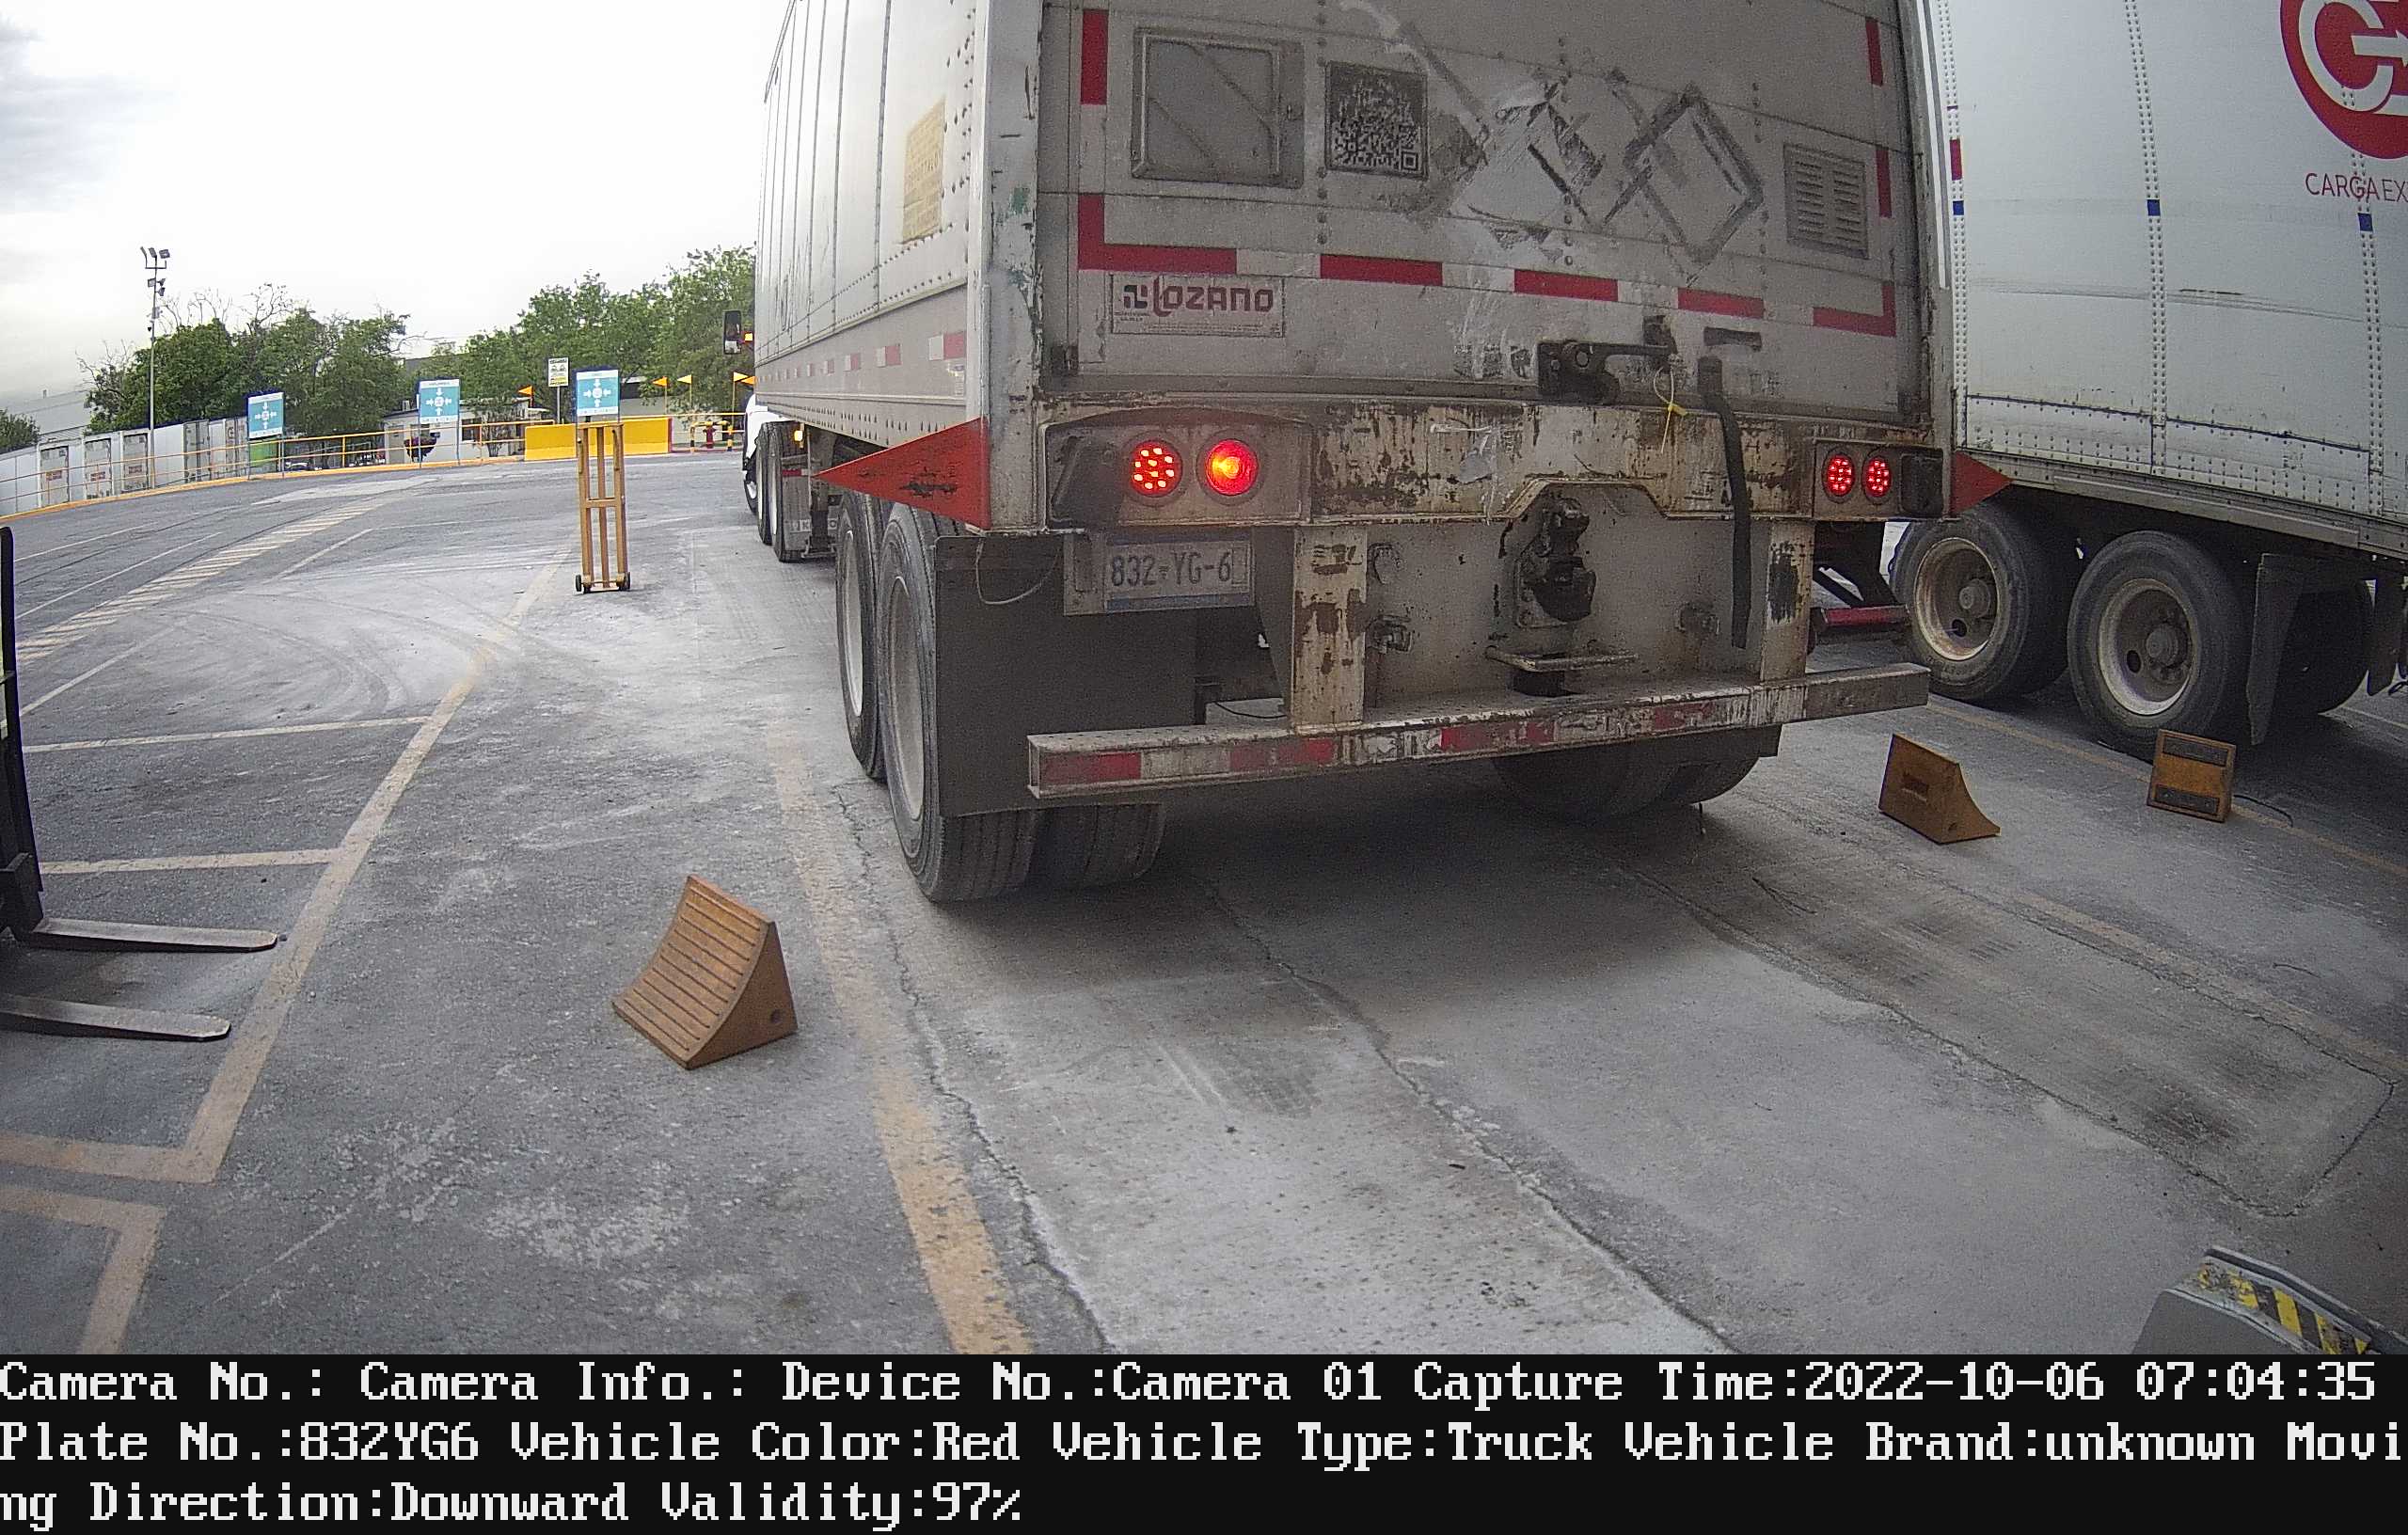 CARGA EX
LOZANO
832-YG-6
Camera No.: Camera Info.: Device No.:Camera 01 Capture Time:2022-10-06 07:04:35
Plate No.:832YG6 Vehicle Color:Red Vehicle Type:Truck Vehicle Brand:unknown Movi
ng Direction:Downward Validity:97%